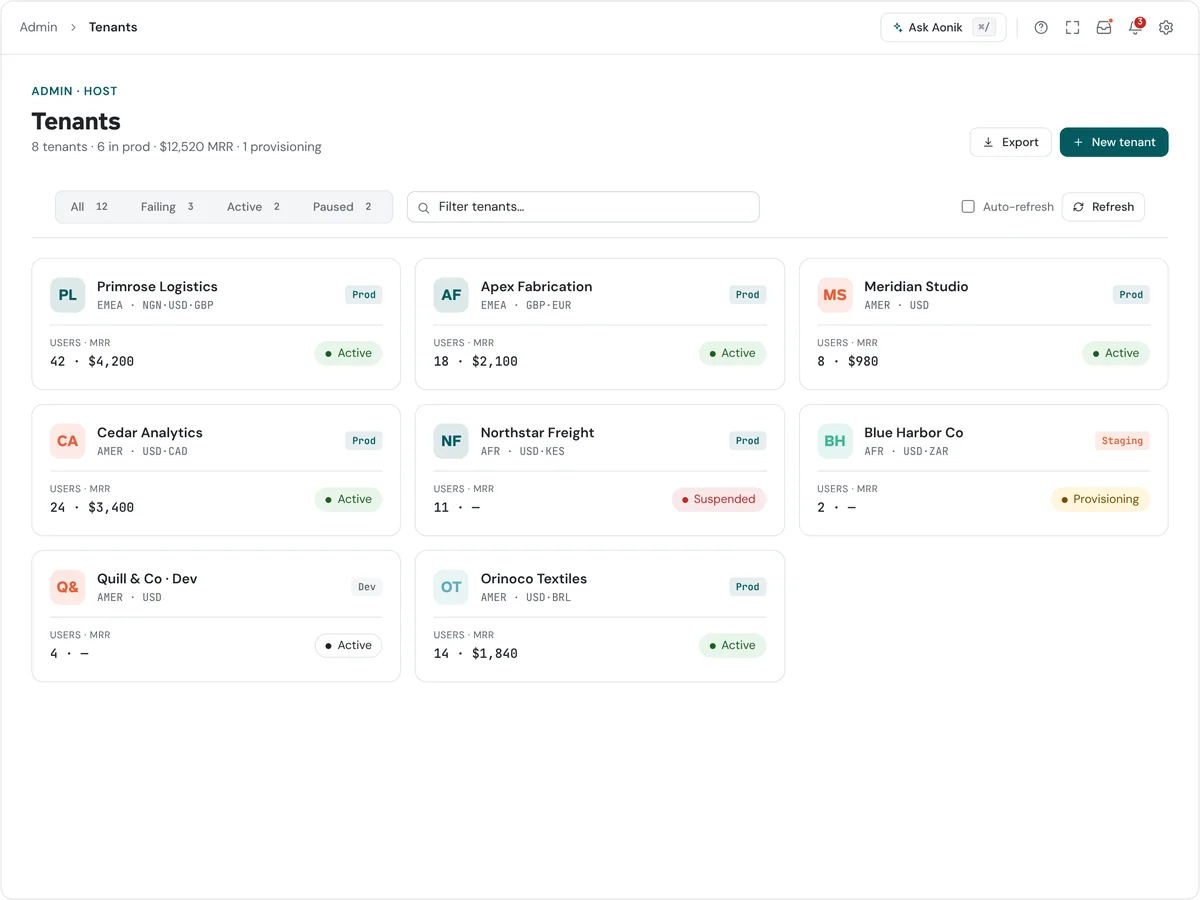 Admin > Tenants
Ask Aonik ⌘/
3
ADMIN · HOST
Tenants
8 tenants · 6 in prod · $12,520 MRR · 1 provisioning
Export
+ New tenant
All 12 Failing 3 Active 2 Paused 2
Filter tenants...
Auto-refresh
Refresh
PL
Primrose Logistics
EMEA · NGN·USD·GBP
Prod
USERS · MRR
42 · $4,200
Active
AF
Apex Fabrication
EMEA · GBP·EUR
Prod
USERS · MRR
18 · $2,100
Active
MS
Meridian Studio
AMER · USD
Prod
USERS · MRR
8 · $980
Active
CA
Cedar Analytics
AMER · USD·CAD
Prod
USERS · MRR
24 · $3,400
Active
NF
Northstar Freight
AFR · USD·KES
Prod
USERS · MRR
11 · —
Suspended
BH
Blue Harbor Co
AFR · USD·ZAR
Staging
USERS · MRR
2 · —
Provisioning
Q&
Quill & Co · Dev
AMER · USD
Dev
USERS · MRR
4 · —
Active
OT
Orinoco Textiles
AMER · USD·BRL
Prod
USERS · MRR
14 · $1,840
Active